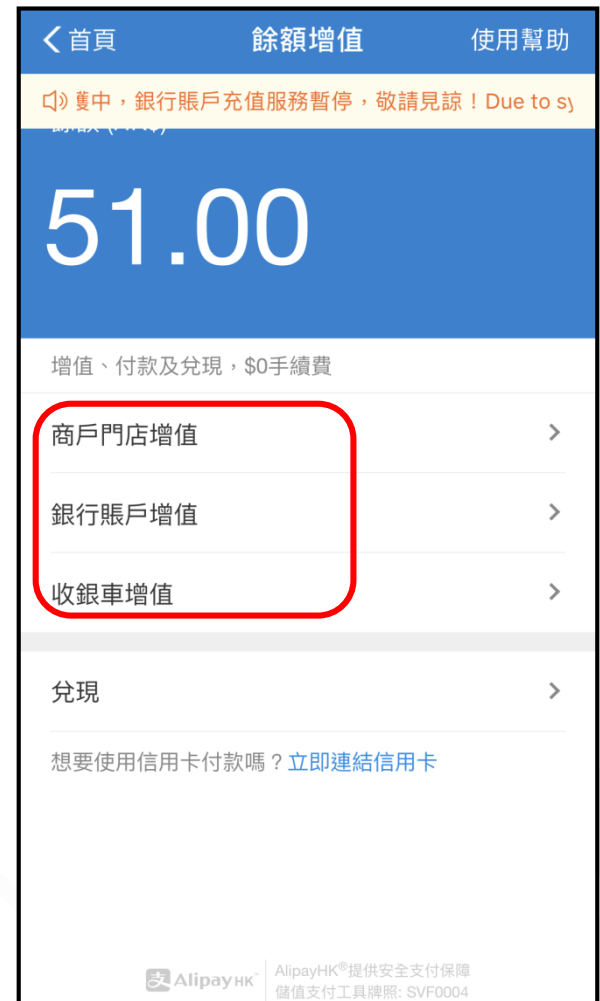 首頁 餘額增值 使用幫助
中，銀行賬戶充值服務暫停，敬請見諒！Due to sy
51.00
增值、付款及兌現，$0手續費
商戶門店增值
銀行賬戶增值
收銀車增值
兌現
想要使用信用卡付款嗎？立即連結信用卡
支 AlipayHK™
AlipayHK®提供安全支付保障
儲值支付工具牌照: SVF0004